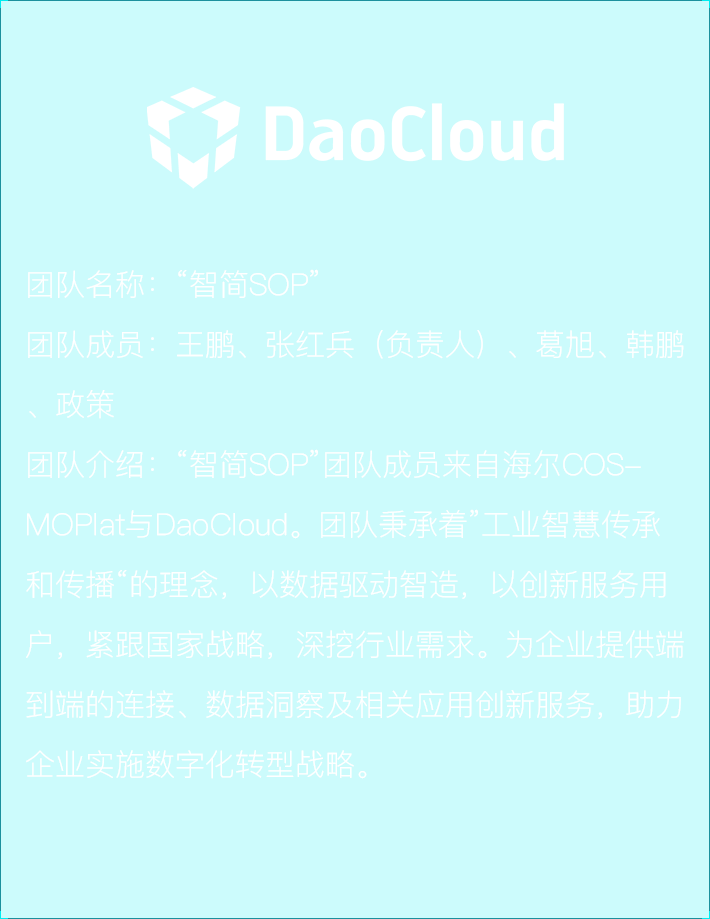 DaoCloud
团队名称：“智简SOP”
团队成员：王鹏、张红兵（负责人）、葛旭、韩鹏
、政策
团队介绍：“智简SOP”团队成员来自海尔COS-
MOPlat与DaoCloud。团队秉承着”工业智慧传承
和传播“的理念，以数据驱动智造，以创新服务用
户，紧跟国家战略，深挖行业需求。为企业提供端
到端的连接、数据洞察及相关应用创新服务，助力
企业实施数字化转型战略。